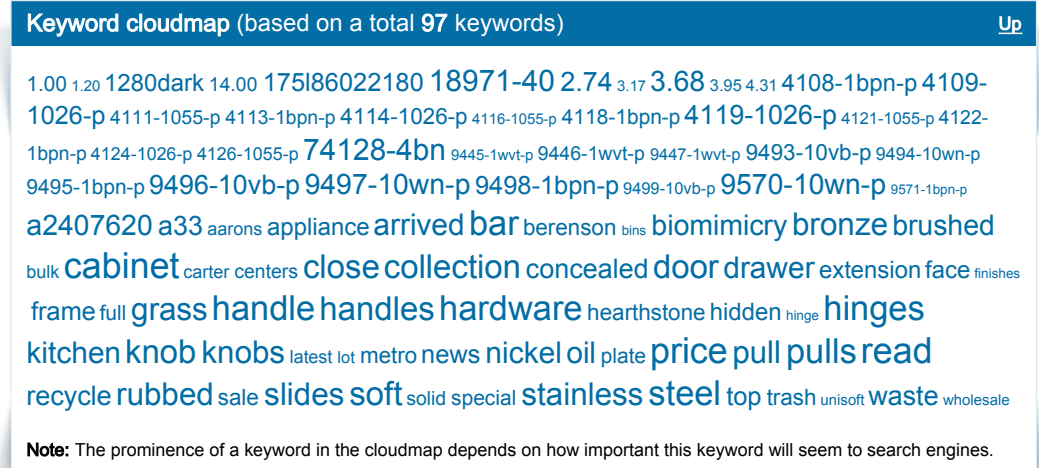 Keyword cloudmap (based on a total 97 keywords) Up
1.00 1.20 1280dark 14.00 175l86022180 18971-40 2.74 3.17 3.68 3.95 4.31 4108-1bpn-p 4109-
1026-p 4111-1055-p 4113-1bpn-p 4114-1026-p 4116-1055-p 4118-1bpn-p 4119-1026-p 4121-1055-p 4122-
1bpn-p 4124-1026-p 4126-1055-p 74128-4bn 9445-1wvt-p 9446-1wvt-p 9447-1wvt-p 9493-10vb-p 9494-10wn-p
9495-1bpn-p 9496-10vb-p 9497-10wn-p 9498-1bpn-p 9499-10vb-p 9570-10wn-p 9571-1bpn-p
a2407620 a33 aarons appliance arrived bar berenson bins biomimicry bronze brushed
bulk cabinet carter centers close collection concealed door drawer extension face finishes
frame full grass handle handles hardware hearthstone hidden hinge hinges
kitchen knob knobs latest lot metro news nickel oil plate price pull pulls read
recycle rubbed sale slides soft solid special stainless steel top trash unisoft waste wholesale
Note: The prominence of a keyword in the cloudmap depends on how important this keyword will seem to search engines.